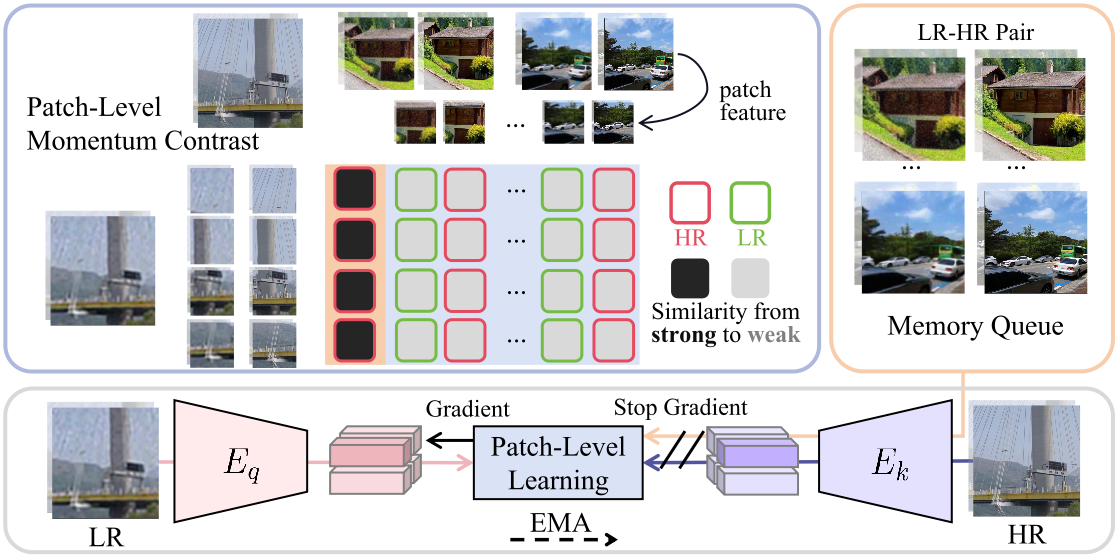 Patch-Level
Momentum Contrast
patch
feature
...
... ...
... ...
... ...
... ...
HR LR
Similarity from
strong to weak
LR-HR Pair
... ...
Memory Queue
Gradient
Stop Gradient
E_q
Patch-Level
Learning
E_k
LR
EMA
HR